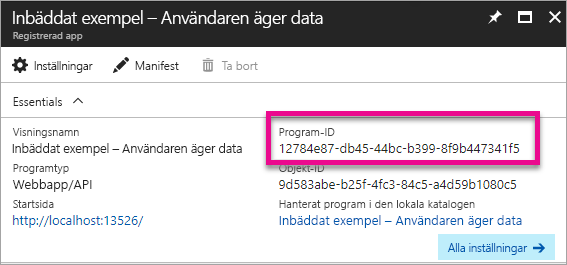 Inbäddat exempel – Användaren äger data
Registrerad app
Inställningar Manifest Ta bort
Essentials
Visningsnamn
Inbäddat exempel – Användaren äger data
Programtyp
Webbapp/API
Startsida
http://localhost:13526/
Program-ID
12784e87-db45-44bc-b399-8f9b447341f5
Objekt-ID
9d583abe-b25f-4fc3-84c5-a4d59b1080c5
Hanterat program i den lokala katalogen
Inbäddat exempel – Användaren äger data
Alla inställningar